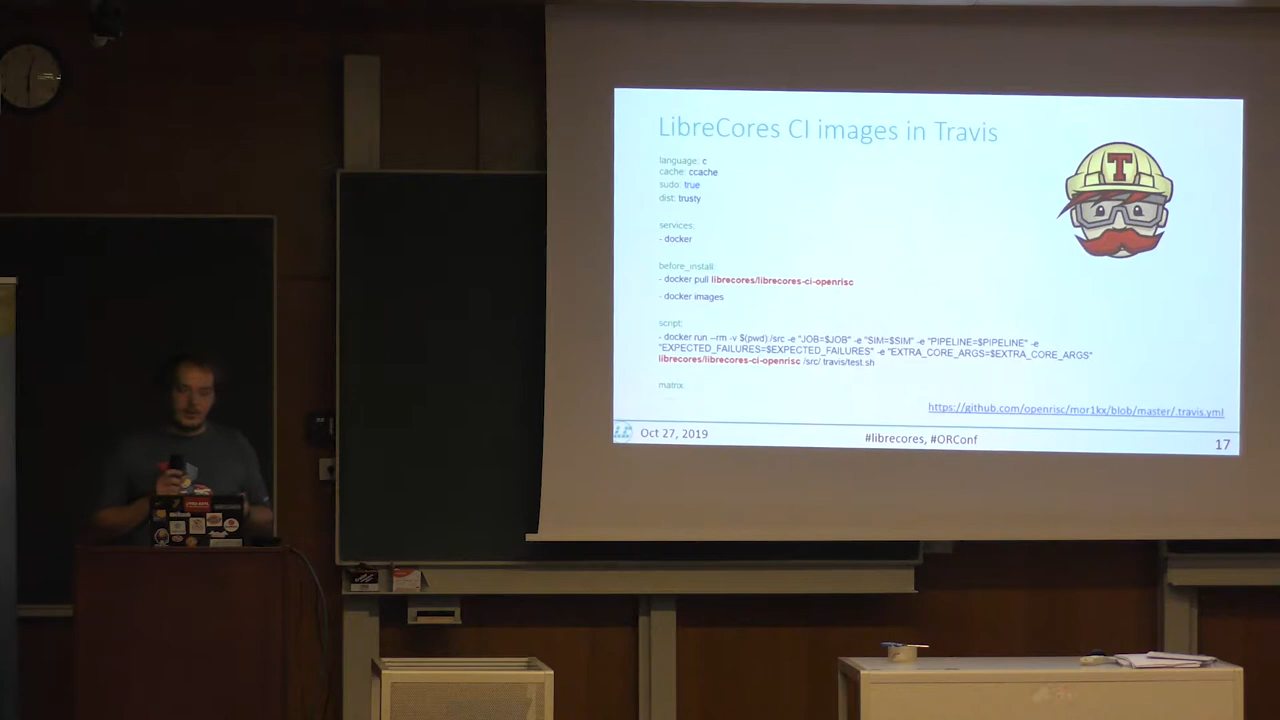 LibreCores CI images in Travis
language: c
cache: ccache
sudo: true
dist: trusty
services:
- docker
before_install:
- docker pull librecores/librecores-ci-openrisc
- docker images
script:
- docker run --rm -v $(pwd):/src -e "JOB=$JOB" -e "SIM=$SIM" -e "PIPELINE=$PIPELINE" -e
"EXPECTED_FAILURES=$EXPECTED_FAILURES" -e "EXTRA_CORE_ARGS=$EXTRA_CORE_ARGS"
librecores/librecores-ci-openrisc /src/.travis/test.sh
matrix:
T
https://github.com/openrisc/mor1kx/blob/master/.travis.yml
LC
Oct 27, 2019
#librecores, #ORConf
17